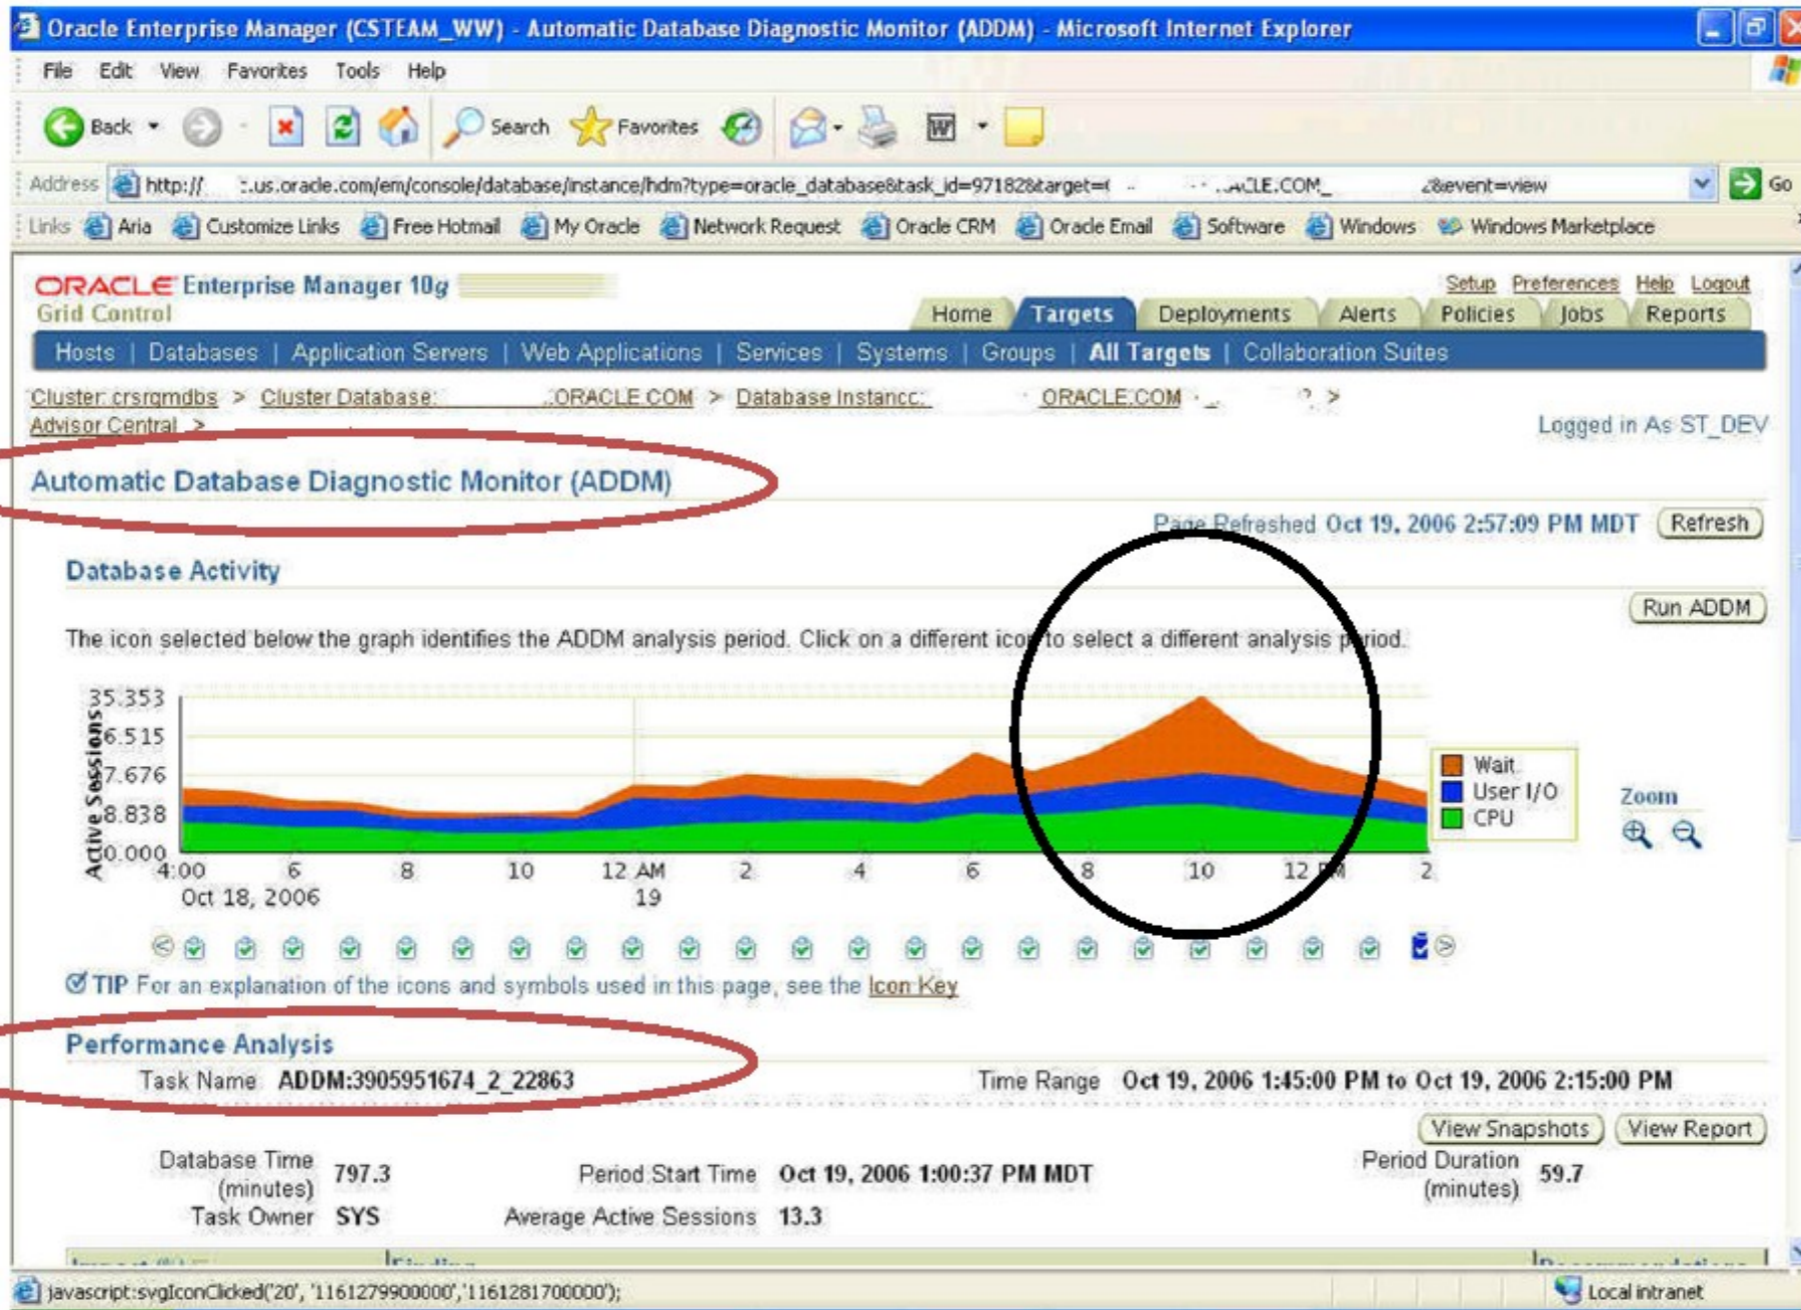 Oracle Enterprise Manager (CSTEAM_WW) - Automatic Database Diagnostic Monitor (ADDM) - Microsoft Internet Explorer
File Edit View Favorites Tools Help
Back Search Favorites
Address http:// .us.oracle.com/em/console/database/instance/hdm?type=oracle_database&task_id=97182&target= CLE.COM_ &event=view Go
Links Aria Customize Links Free Hotmail My Oracle Network Request Oracle CRM Oracle Email Software Windows Windows Marketplace
ORACLE Enterprise Manager 10g
Setup Preferences Help Logout
Grid Control
Home Targets Deployments Alerts Policies Jobs Reports
Hosts | Databases | Application Servers | Web Applications | Services | Systems | Groups | All Targets | Collaboration Suites
Cluster: crsrqmdbs > Cluster Database: .ORACLE.COM > Database Instance: ORACLE.COM >
Advisor Central >
Logged in As ST_DEV
Automatic Database Diagnostic Monitor (ADDM)
Page Refreshed Oct 19, 2006 2:57:09 PM MDT Refresh
Database Activity
Run ADDM
The icon selected below the graph identifies the ADDM analysis period. Click on a different icon to select a different analysis period.
Active Sessions
35.353
6.515
7.676
8.838
0.000
Wait
User I/O
CPU
Zoom
4:00 6 8 10 12 AM 2 4 6 8 10 12 PM 2
Oct 18, 2006 19
TIP For an explanation of the icons and symbols used in this page, see the Icon Key
Performance Analysis
Task Name ADDM:3905951674_2_22863 Time Range Oct 19, 2006 1:45:00 PM to Oct 19, 2006 2:15:00 PM
View Snapshots View Report
Database Time (minutes) 797.3 Period Start Time Oct 19, 2006 1:00:37 PM MDT Period Duration (minutes) 59.7
Task Owner SYS Average Active Sessions 13.3
javascript:svgIconClicked('20', '1161279900000','1161281700000');
Local intranet